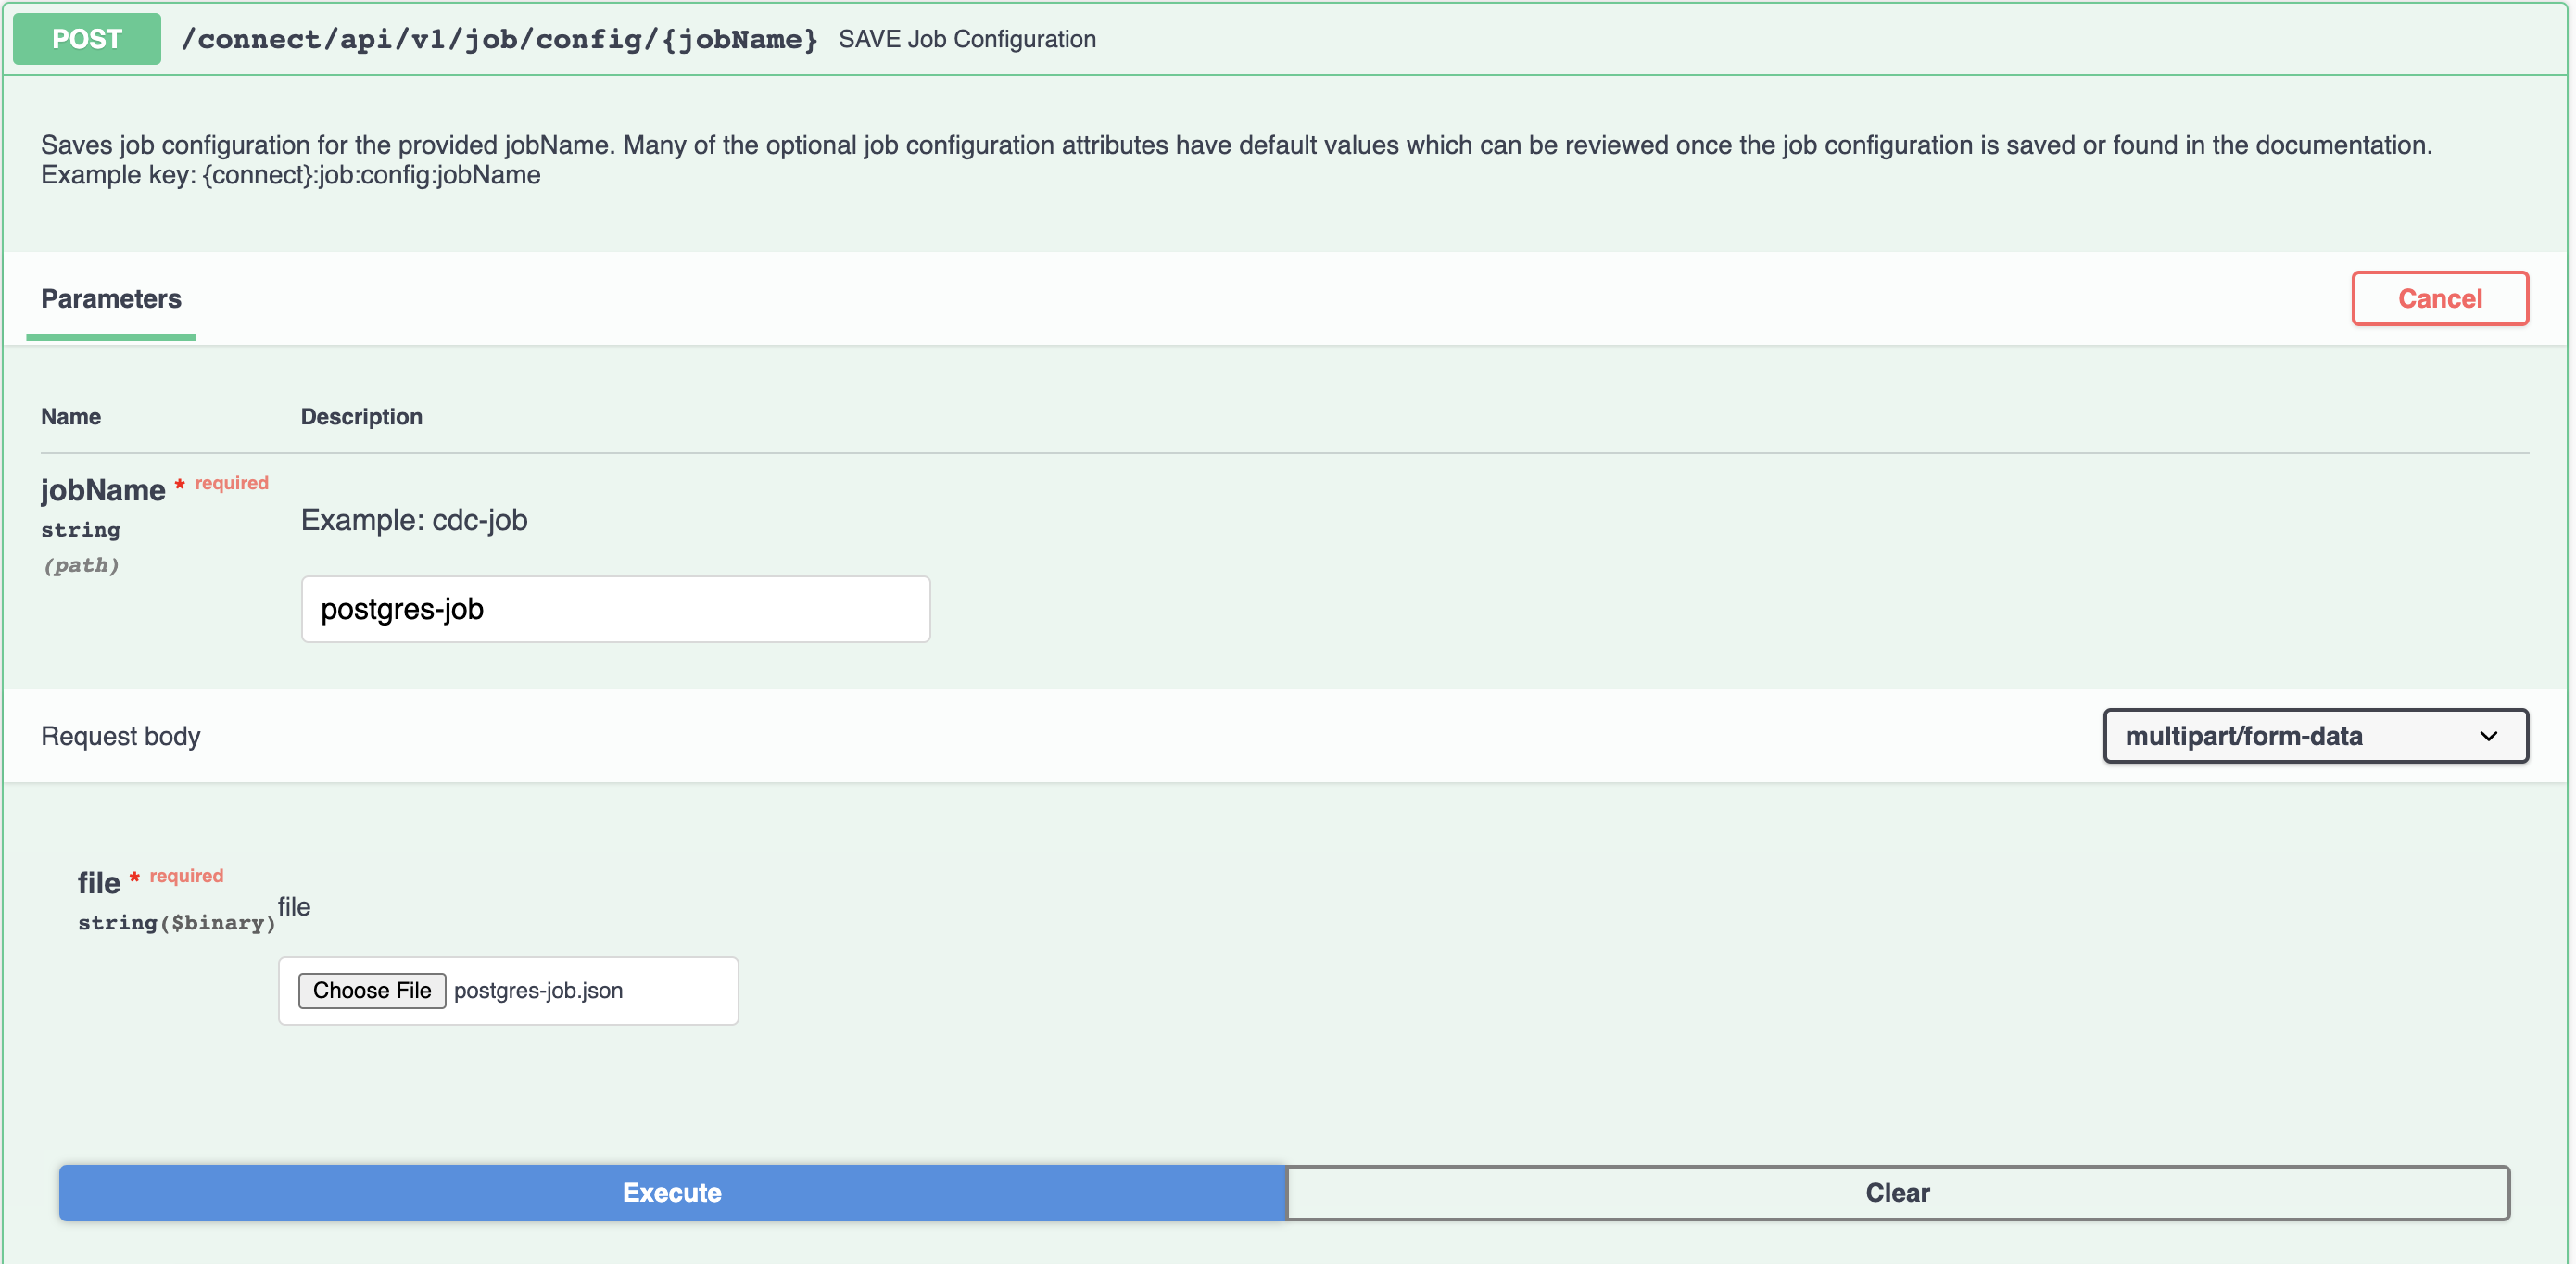 POST /connect/api/v1/job/config/{jobName} SAVE Job Configuration
Saves job configuration for the provided jobName. Many of the optional job configuration attributes have default values which can be reviewed once the job configuration is saved or found in the documentation.
Example key: {connect}:job:config:jobName
Parameters Cancel
Name Description
jobName * required
string
(path)
Example: cdc-job
postgres-job
Request body multipart/form-data
file * required
string($binary)
file
Choose File postgres-job.json
Execute Clear